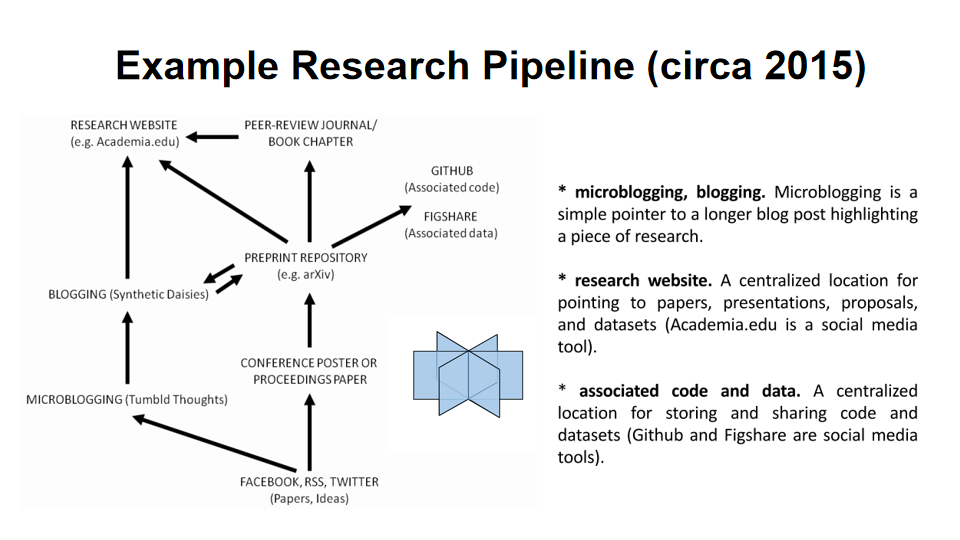 Example Research Pipeline (circa 2015)
RESEARCH WEBSITE
(e.g. Academia.edu)
PEER-REVIEW JOURNAL/
BOOK CHAPTER
GITHUB
(Associated code)
FIGSHARE
(Associated data)
PREPRINT REPOSITORY
(e.g. arXiv)
BLOGGING (Synthetic Daisies)
CONFERENCE POSTER OR
PROCEEDINGS PAPER
MICROBLOGGING (Tumbld Thoughts)
FACEBOOK, RSS, TWITTER
(Papers, Ideas)
* microblogging, blogging. Microblogging is a
simple pointer to a longer blog post highlighting
a piece of research.
* research website. A centralized location for
pointing to papers, presentations, proposals,
and datasets (Academia.edu is a social media
tool).
* associated code and data. A centralized
location for storing and sharing code and
datasets (Github and Figshare are social media
tools).